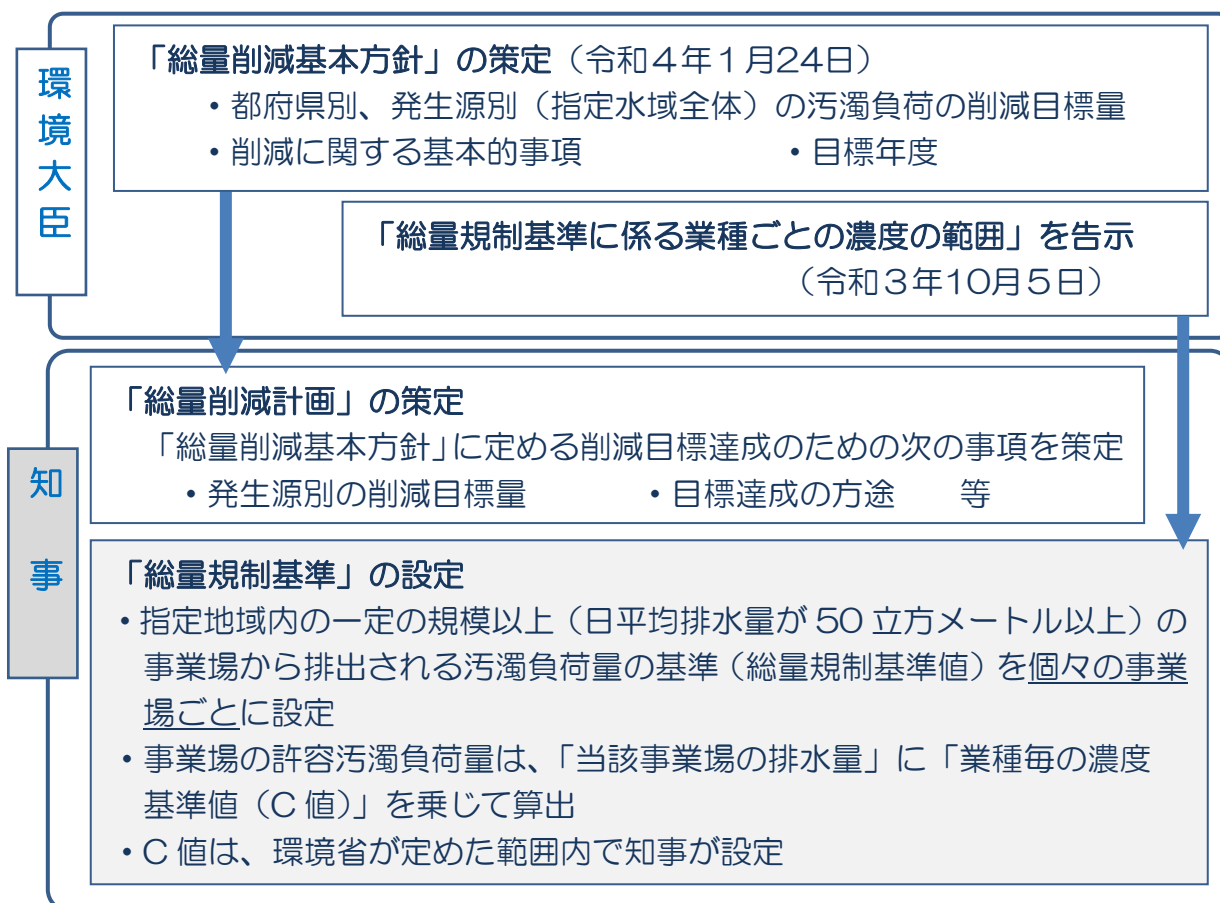 環境大臣
「総量削減基本方針」の策定（令和４年１月24日）
・都府県別、発生源別（指定水域全体）の汚濁負荷の削減目標量
・削減に関する基本的事項　　・目標年度
「総量規制基準に係る業種ごとの濃度の範囲」を告示
（令和３年10月５日）
知事
「総量削減計画」の策定
「総量削減基本方針」に定める削減目標達成のための次の事項を策定
・発生源別の削減目標量　　・目標達成の方途　　等
「総量規制基準」の設定
・指定地域内の一定の規模以上（日平均排水量が 50 立方メートル以上）の
事業場から排出される汚濁負荷量の基準（総量規制基準値）を個々の事業
場ごとに設定
・事業場の許容汚濁負荷量は、「当該事業場の排水量」に「業種毎の濃度
基準値（C 値）」を乗じて算出
・C 値は、環境省が定めた範囲内で知事が設定